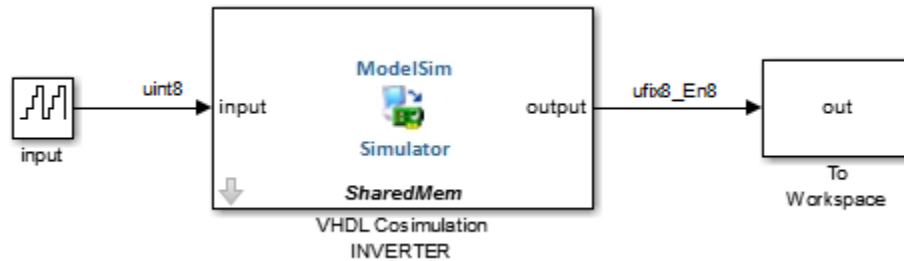 ModelSim
uint8
ufix8_En8
input
output
out
input
Simulator
SharedMem
To
Workspace
VHDL Cosimulation
INVERTER